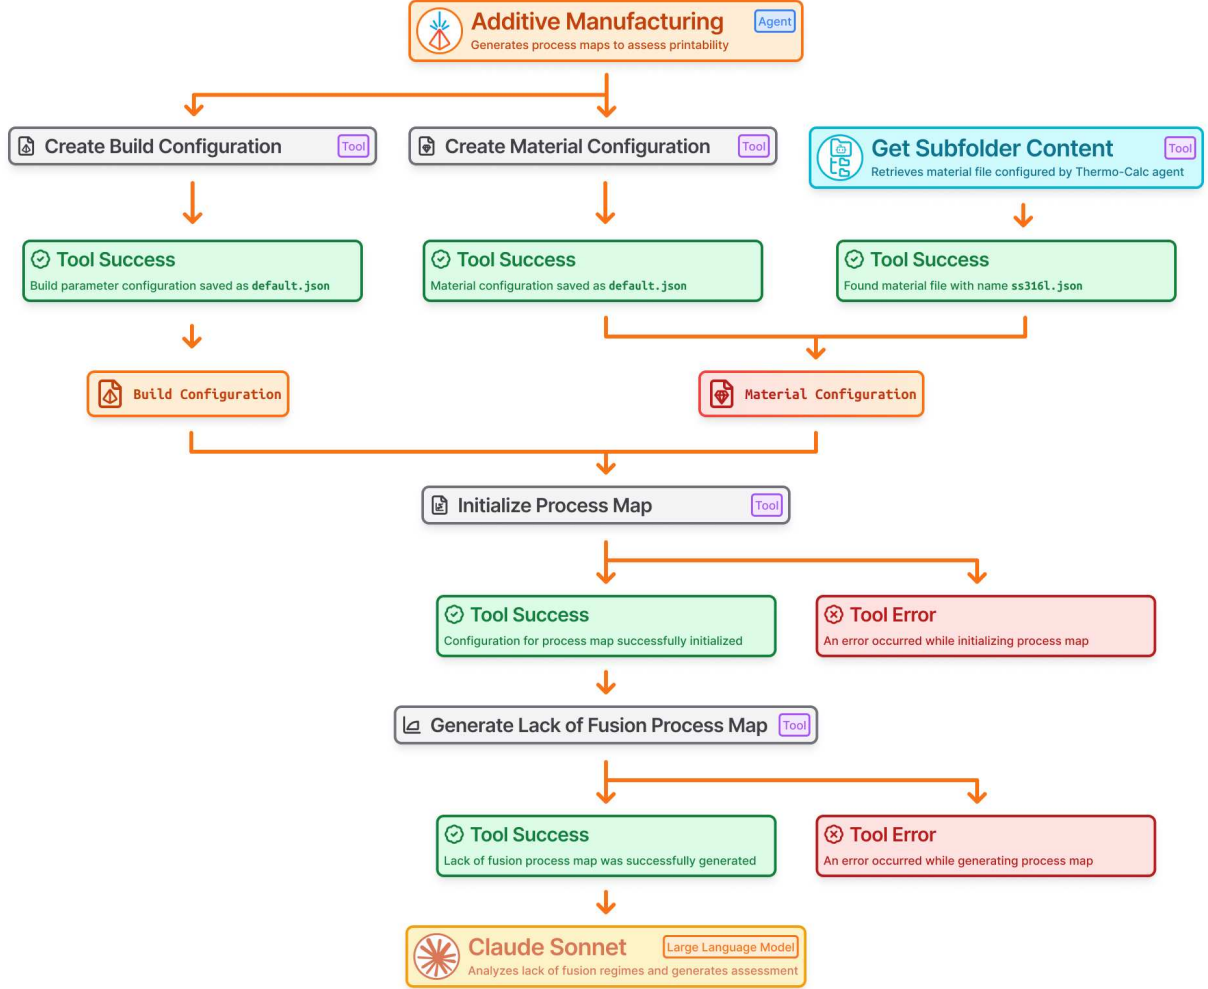 Additive Manufacturing
Agent
Generates process maps to assess printability
Create Build Configuration
Tool
Create Material Configuration
Tool
Get Subfolder Content
Tool
Retrieves material file configured by Thermo-Calc agent
Tool Success
Build parameter configuration saved as default.json
Tool Success
Material configuration saved as default.json
Tool Success
Found material file with name ss316l.json
Build Configuration
Material Configuration
Initialize Process Map
Tool
Tool Success
Configuration for process map successfully initialized
Tool Error
An error occurred while initializing process map
Generate Lack of Fusion Process Map
Tool
Tool Success
Lack of fusion process map was successfully generated
Tool Error
An error occurred while generating process map
Claude Sonnet
Large Language Model
Analyzes lack of fusion regimes and generates assessment